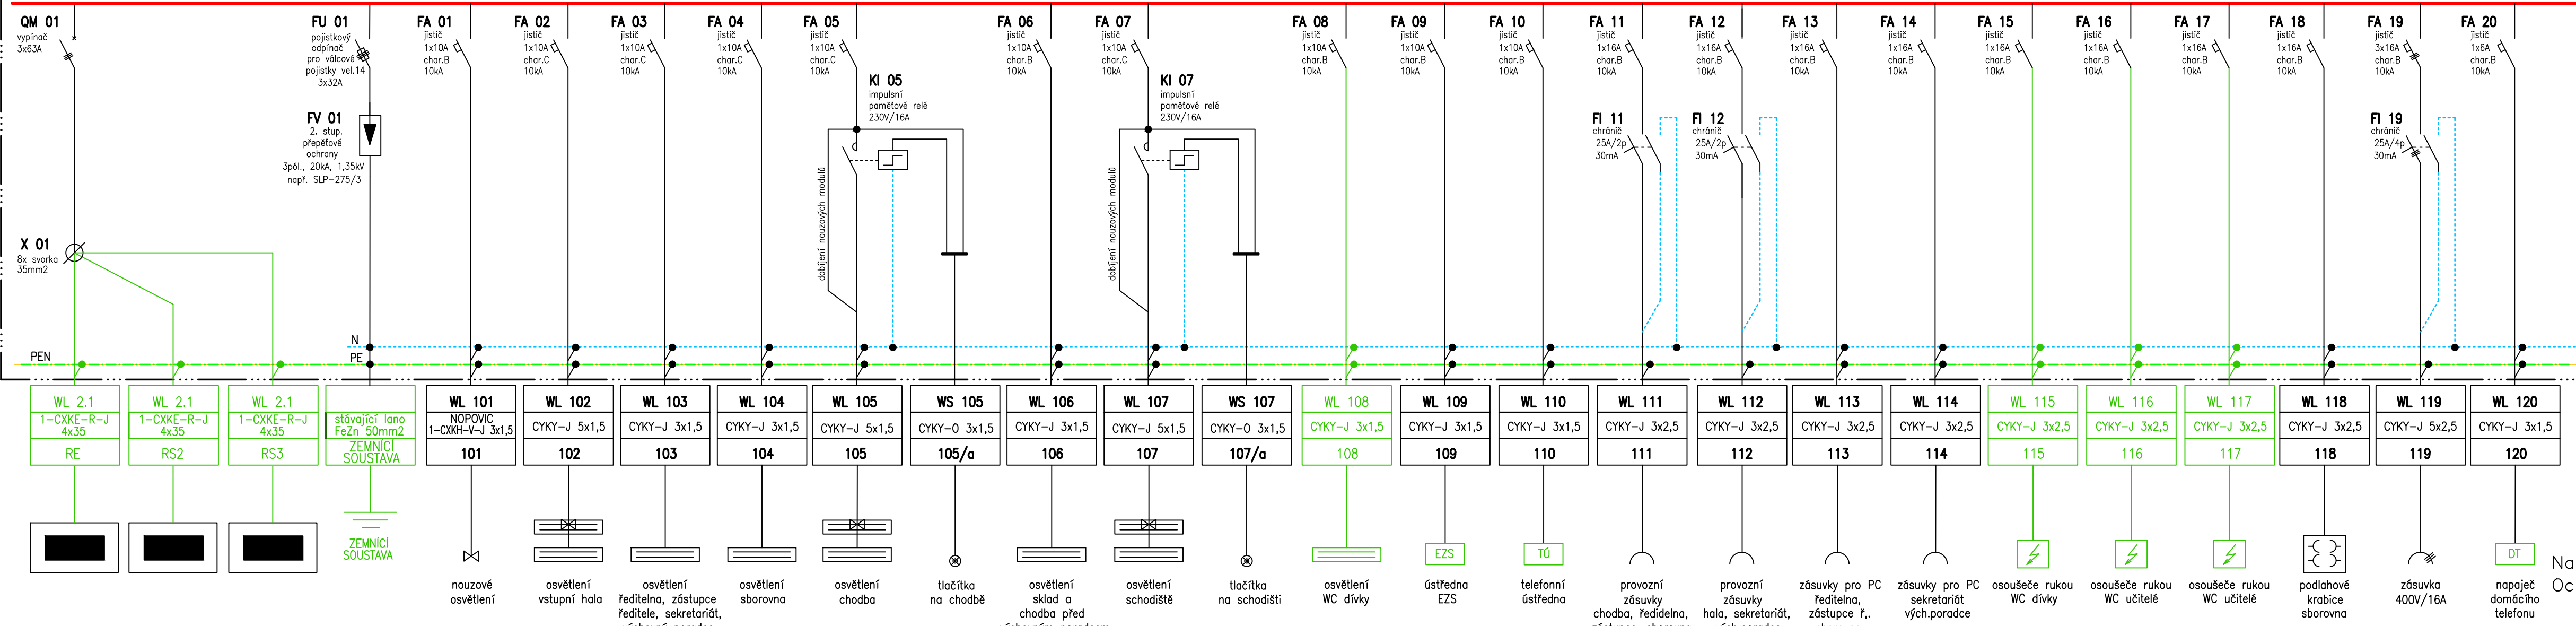 QM 01
vypínač
3x63A
FU 01
pojistkový
odpínač
pro válcové
pojistky vel.14
3x32A
FV 01
2. stup.
přepěťové
ochrany
3pól., 20kA, 1,35kV
např. SLP-275/3
FA 01
jistič
1x10A
char.B
10kA
FA 02
jistič
1x10A
char.C
10kA
FA 03
jistič
1x10A
char.C
10kA
FA 04
jistič
1x10A
char.C
10kA
FA 05
jistič
1x10A
char.C
10kA
KI 05
impulsní
paměťové relé
230V/16A
dobíjení nouzových modulů
FA 06
jistič
1x10A
char.B
10kA
FA 07
jistič
1x10A
char.C
10kA
KI 07
impulsní
paměťové relé
230V/16A
dobíjení nouzových modulů
FA 08
jistič
1x10A
char.B
10kA
FA 09
jistič
1x10A
char.B
10kA
FA 10
jistič
1x10A
char.B
10kA
FA 11
jistič
1x16A
char.B
10kA
FI 11
chránič
25A/2p
30mA
FA 12
jistič
1x16A
char.B
10kA
FI 12
chránič
25A/2p
30mA
FA 13
jistič
1x16A
char.B
10kA
FA 14
jistič
1x16A
char.B
10kA
FA 15
jistič
1x16A
char.B
10kA
FA 16
jistič
1x16A
char.B
10kA
FA 17
jistič
1x16A
char.B
10kA
FA 18
jistič
1x16A
char.B
10kA
FA 19
jistič
3x16A
char.B
10kA
FI 19
chránič
25A/4p
30mA
FA 20
jistič
1x6A
char.B
10kA
X 01
8x svorka
35mm2
N
PEN
PE
WL 2.1
1-CXKE-R-J
4x35
RE
WL 2.1
1-CXKE-R-J
4x35
RS2
WL 2.1
1-CXKE-R-J
4x35
RS3
stávající lano
FeZn 50mm2
ZEMNÍCÍ
SOUSTAVA
ZEMNÍCÍ
SOUSTAVA
WL 101
NOPOVIC
1-CXKH-V-J 3x1,5
101
nouzové
osvětlení
WL 102
CYKY-J 5x1,5
102
osvětlení
vstupní hala
WL 103
CYKY-J 3x1,5
103
osvětlení
ředitelna, zástupce
ředitele, sekretariát,
WL 104
CYKY-J 3x1,5
104
osvětlení
sborovna
WL 105
CYKY-J 5x1,5
105
osvětlení
chodba
WS 105
CYKY-O 3x1,5
105/a
tlačítka
na chodbě
WL 106
CYKY-J 3x1,5
106
osvětlení
sklad a
chodba před
WL 107
CYKY-J 5x1,5
107
osvětlení
schodiště
WS 107
CYKY-O 3x1,5
107/a
tlačítka
na schodišti
WL 108
CYKY-J 3x1,5
108
osvětlení
WC dívky
WL 109
CYKY-J 3x1,5
109
EZS
ústředna
EZS
WL 110
CYKY-J 3x1,5
110
TÚ
telefonní
ústředna
WL 111
CYKY-J 3x2,5
111
provozní
zásuvky
chodba, ředidelna,
WL 112
CYKY-J 3x2,5
112
provozní
zásuvky
hala, sekretariát,
WL 113
CYKY-J 3x2,5
113
zásuvky pro PC
ředitelna,
zástupce ř,.
WL 114
CYKY-J 3x2,5
114
zásuvky pro PC
sekretariát
vých.poradce
WL 115
CYKY-J 3x2,5
115
osoušeče rukou
WC dívky
WL 116
CYKY-J 3x2,5
116
osoušeče rukou
WC učitelé
WL 117
CYKY-J 3x2,5
117
osoušeče rukou
WC učitelé
WL 118
CYKY-J 3x2,5
118
podlahové
krabice
sborovna
WL 119
CYKY-J 5x2,5
119
zásuvka
400V/16A
WL 120
CYKY-J 3x1,5
120
DT
napaječ
domácího
telefonu
Na
Oc